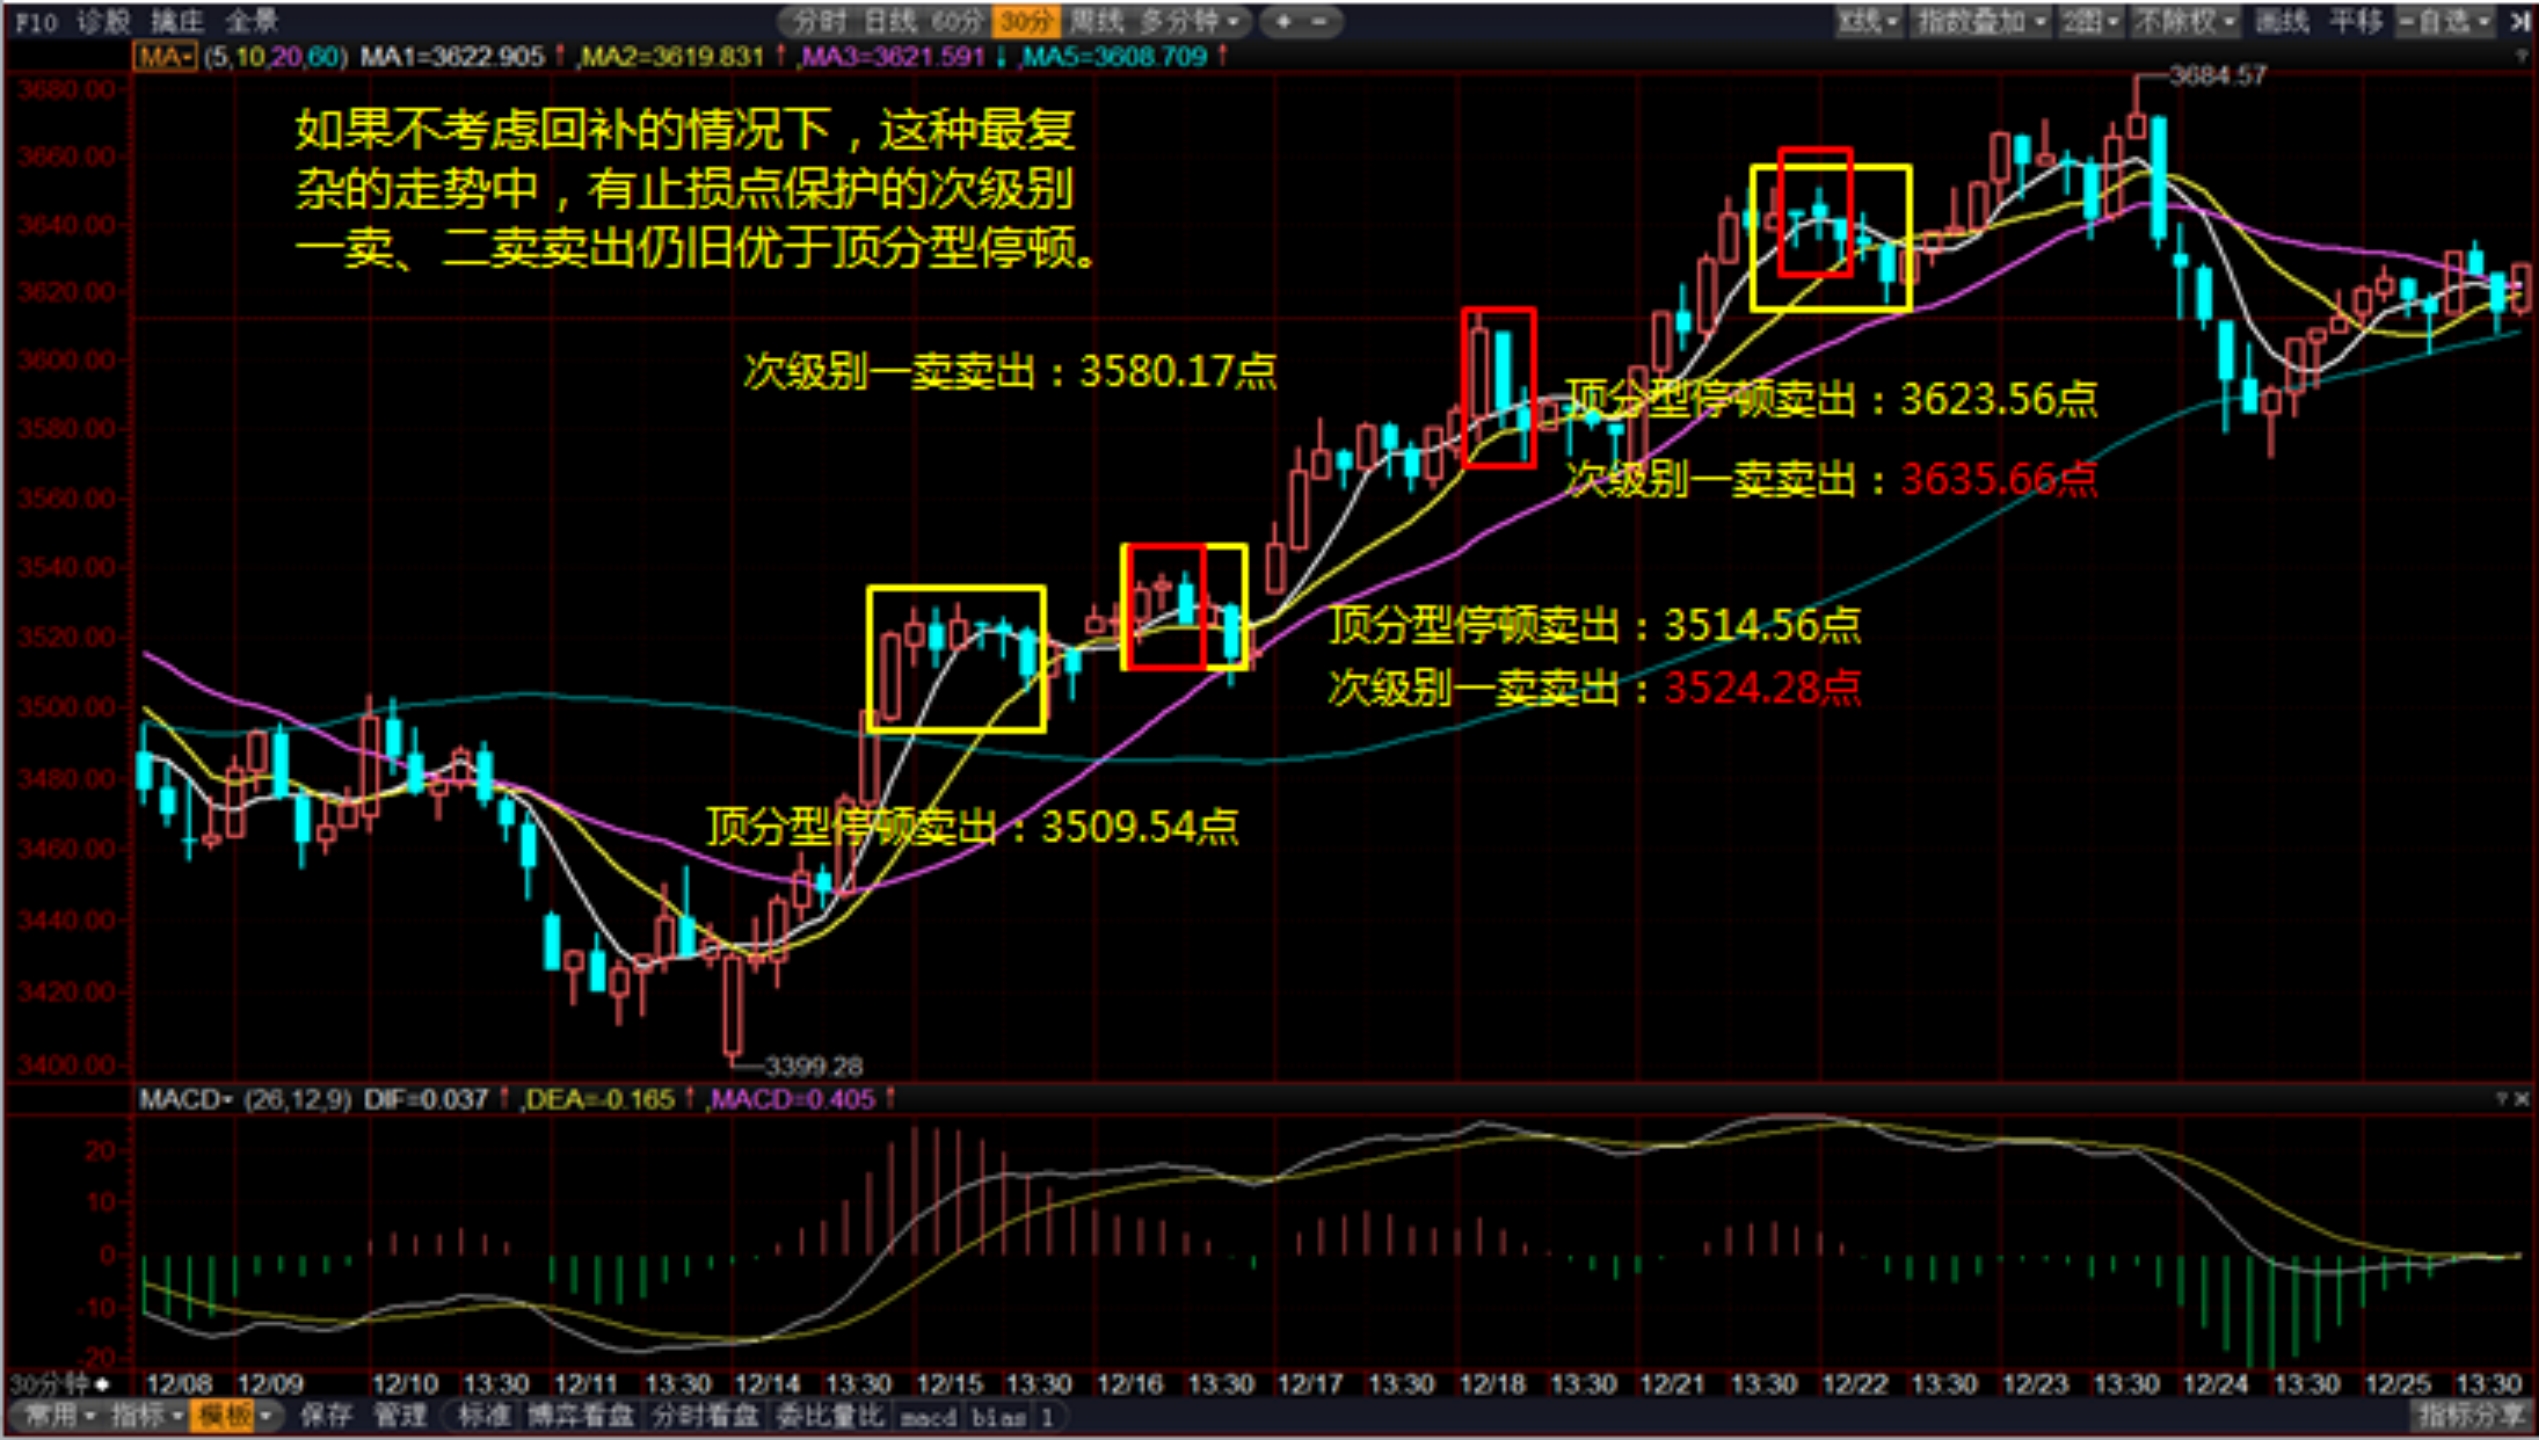 F10 诊股 擒庄 全景 分时 日线 60分 30分 周线 多分钟 + - K线 指数叠加 2图 不除权 画线 平移 自选
MA (5,10,20,60) MA1=3622.905↑ ,MA2=3619.831↑ ,MA3=3621.591↓ ,MA5=3608.709↑
3684.57
3680.00
如果不考虑回补的情况下，这种最复
3660.00
杂的走势中，有止损点保护的次级别
3640.00
一卖、二卖卖出仍旧优于顶分型停顿。
3620.00
3600.00
次级别一卖卖出：3580.17点
顶分型停顿卖出：3623.56点
3580.00
次级别一卖卖出：3635.66点
3560.00
3540.00
顶分型停顿卖出：3514.56点
3520.00
次级别一卖卖出：3524.28点
3500.00
3480.00
顶分型停顿卖出：3509.54点
3460.00
3440.00
3420.00
3400.00
3399.28
MACD (26,12,9) DIF=0.037↑ ,DEA=-0.165↑ ,MACD=0.405↑
20
10
0
-10
-20
30分钟 12/08 12/09 12/10 13:30 12/11 13:30 12/14 13:30 12/15 13:30 12/16 13:30 12/17 13:30 12/18 13:30 12/21 13:30 12/22 13:30 12/23 13:30 12/24 13:30 12/25 13:30
常用 指标 模板 保存 管理 标准 博弈看盘 分时看盘 委比量比 macd bias 1 指标分享